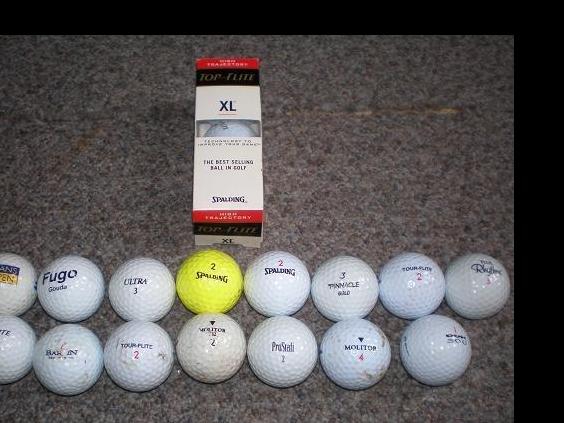 HIGH
TRAJECTORY
TOP-FLITE
XL
TECHNOLOGY TO
IMPROVE YOUR GAME
THE BEST SELLING
BALL IN GOLF
SPALDING
HIGH
TRAJECTORY
TOP-FLITE
XL
Fugo
Gouda
ULTRA
3
2
SPALDING
2
SPALDING
3
PINNACLE
GOLD
TOP-FLITE
2
TOUR-FLITE
2
MOLITOR
2
ProStaff
2
MOLITOR
4